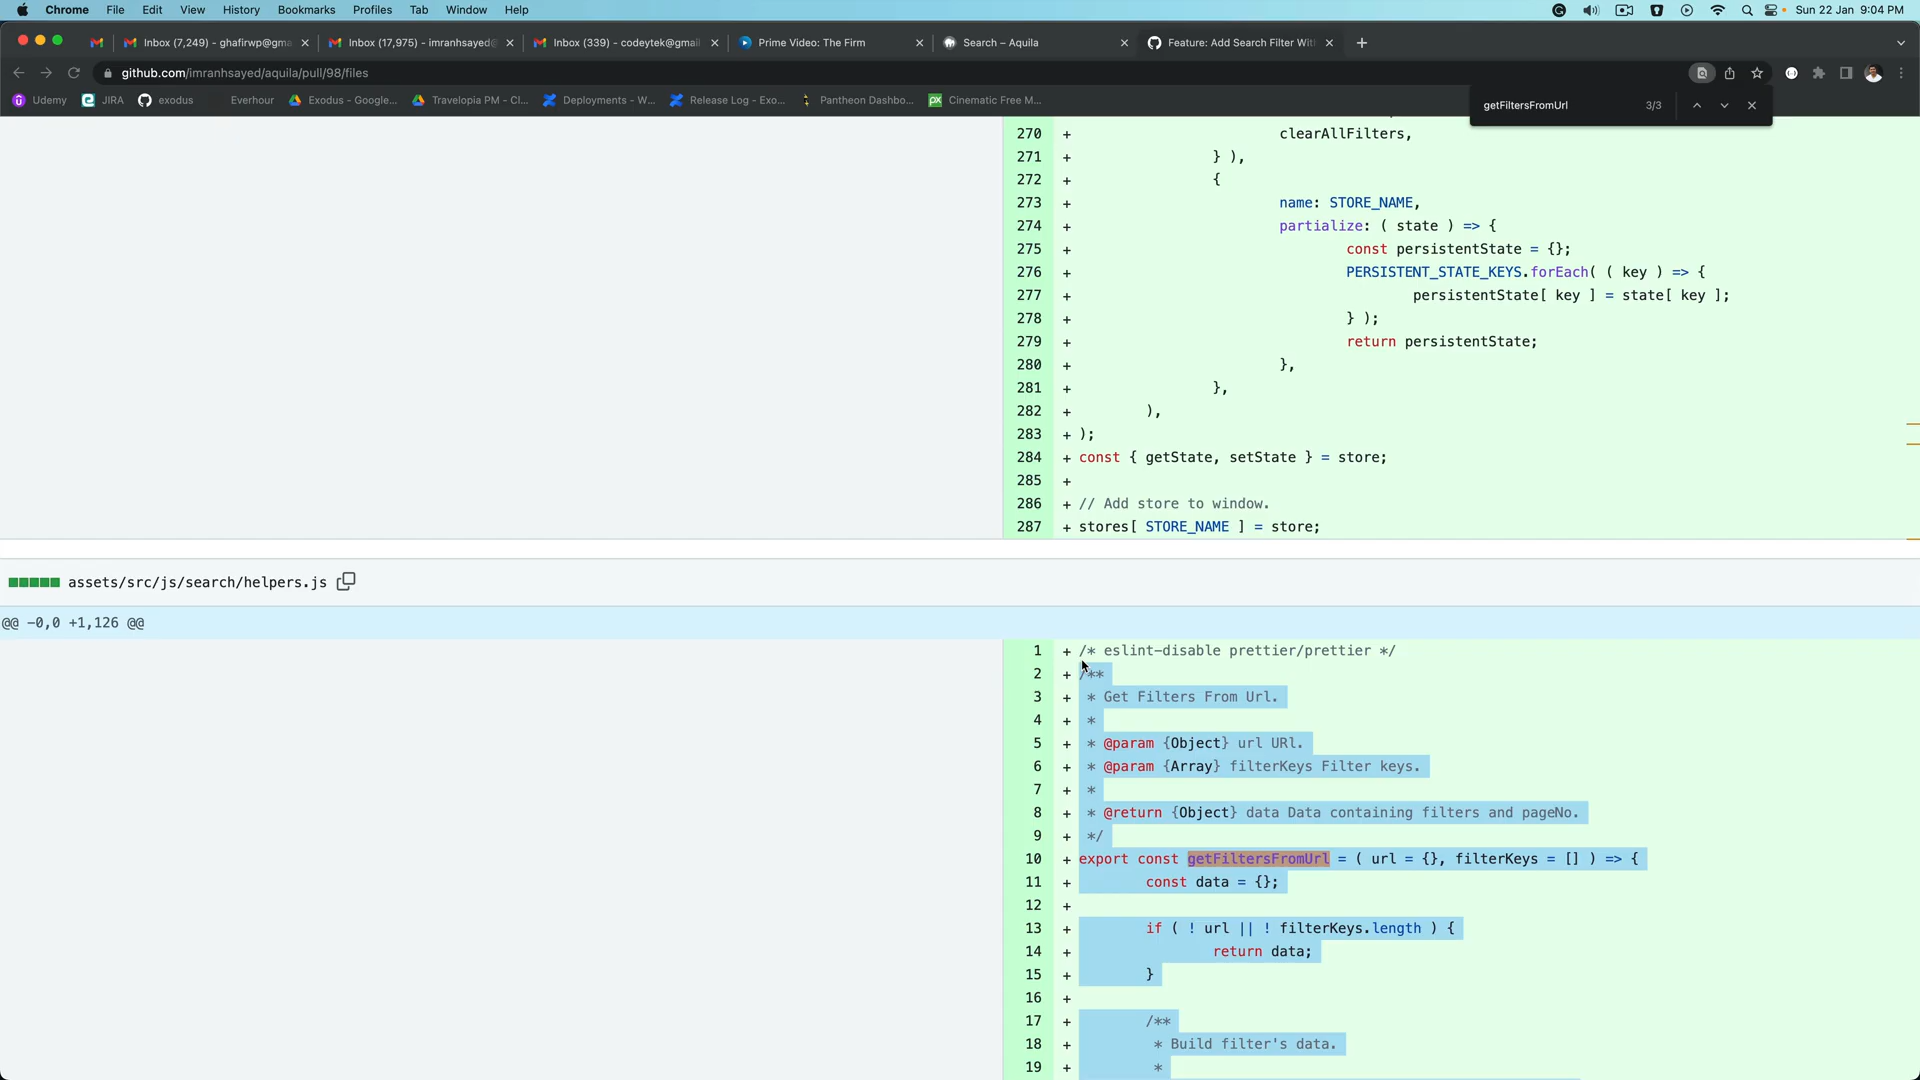 Chrome File Edit View History Bookmarks Profiles Tab Window Help Sun 22 Jan 9:04 PM
Inbox (7,249) - ghafirwp@gma Inbox (17,975) - imranhsayed@ Inbox (339) - codeytek@gmail Prime Video: The Firm Search – Aquila Feature: Add Search Filter Wit
github.com/imranhsayed/aquila/pull/98/files
Udemy JIRA exodus Everhour Exodus - Google... Travelopia PM - Cl... Deployments - W... Release Log - Exo... Pantheon Dashbo... Cinematic Free M...
getFiltersFromUrl 3/3
270 + clearAllFilters,
271 + } ),
272 + {
273 + name: STORE_NAME,
274 + partialize: ( state ) => {
275 + const persistentState = {};
276 + PERSISTENT_STATE_KEYS.forEach( ( key ) => {
277 + persistentState[ key ] = state[ key ];
278 + } );
279 + return persistentState;
280 + },
281 + },
282 + ),
283 + );
284 + const { getState, setState } = store;
285 +
286 + // Add store to window.
287 + stores[ STORE_NAME ] = store;
assets/src/js/search/helpers.js
@@ -0,0 +1,126 @@
1 + /* eslint-disable prettier/prettier */
2 + /**
3 + * Get Filters From Url.
4 + *
5 + * @param {Object} url URl.
6 + * @param {Array} filterKeys Filter keys.
7 + *
8 + * @return {Object} data Data containing filters and pageNo.
9 + */
10 + export const getFiltersFromUrl = ( url = {}, filterKeys = [] ) => {
11 + const data = {};
12 +
13 + if ( ! url || ! filterKeys.length ) {
14 + return data;
15 + }
16 +
17 + /**
18 + * Build filter's data.
19 + *